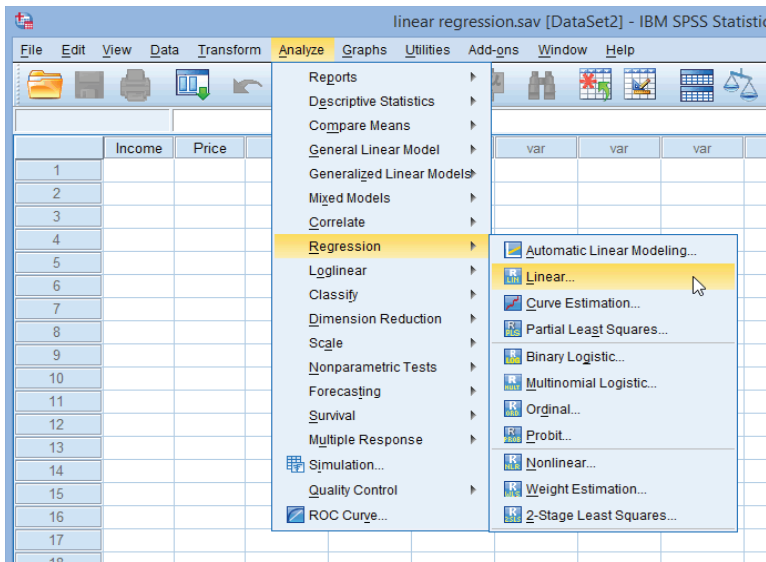 linear regression.sav [DataSet2] - IBM SPSS Statistic
File Edit View Data Transform Analyze Graphs Utilities Add-ons Window Help
Income Price var var var
1
2
3
4
5
6
7
8
9
10
11
12
13
14
15
16
17
18
Reports
Descriptive Statistics
Compare Means
General Linear Model
Generalized Linear Models
Mixed Models
Correlate
Regression
Loglinear
Classify
Dimension Reduction
Scale
Nonparametric Tests
Forecasting
Survival
Multiple Response
Simulation...
Quality Control
ROC Curve...
Automatic Linear Modeling...
Linear...
Curve Estimation...
Partial Least Squares...
Binary Logistic...
Multinomial Logistic...
Ordinal...
Probit...
Nonlinear...
Weight Estimation...
2-Stage Least Squares...